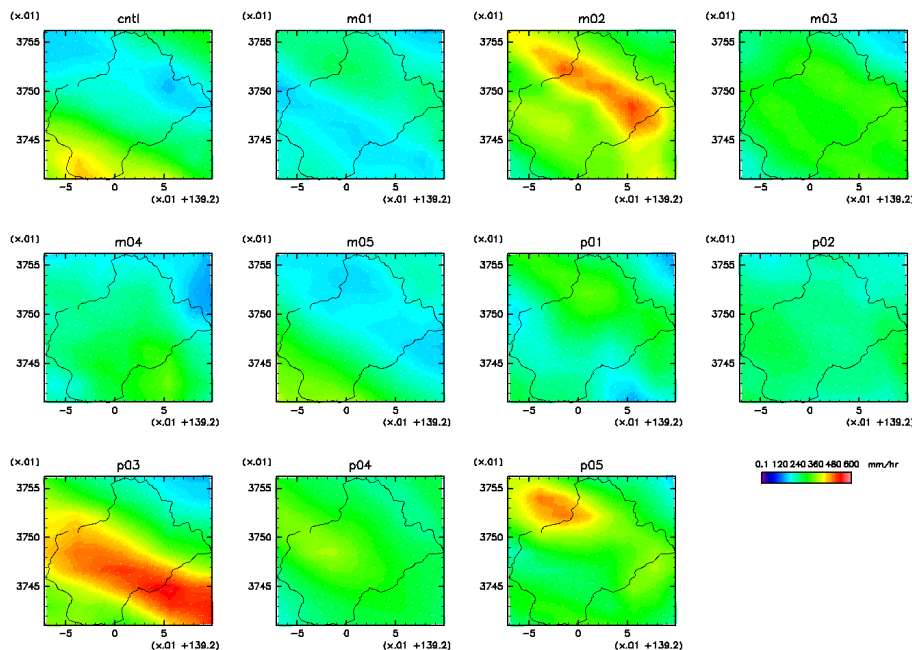 cntl m01 m02 m03
(x.01) (x.01) (x.01) (x.01)
3755 3755 3755 3755
3750 3750 3750 3750
3745 3745 3745 3745
-5 0 5 -5 0 5 -5 0 5 -5 0 5
(x.01 +139.2) (x.01 +139.2) (x.01 +139.2) (x.01 +139.2)
m04 m05 p01 p02
(x.01) (x.01) (x.01) (x.01)
3755 3755 3755 3755
3750 3750 3750 3750
3745 3745 3745 3745
-5 0 5 -5 0 5 -5 0 5 -5 0 5
(x.01 +139.2) (x.01 +139.2) (x.01 +139.2) (x.01 +139.2)
p03 p04 p05
(x.01) (x.01) (x.01)
0.1 120 240 360 480 600 mm/hr
3755 3755 3755
3750 3750 3750
3745 3745 3745
-5 0 5 -5 0 5 -5 0 5
(x.01 +139.2) (x.01 +139.2) (x.01 +139.2)